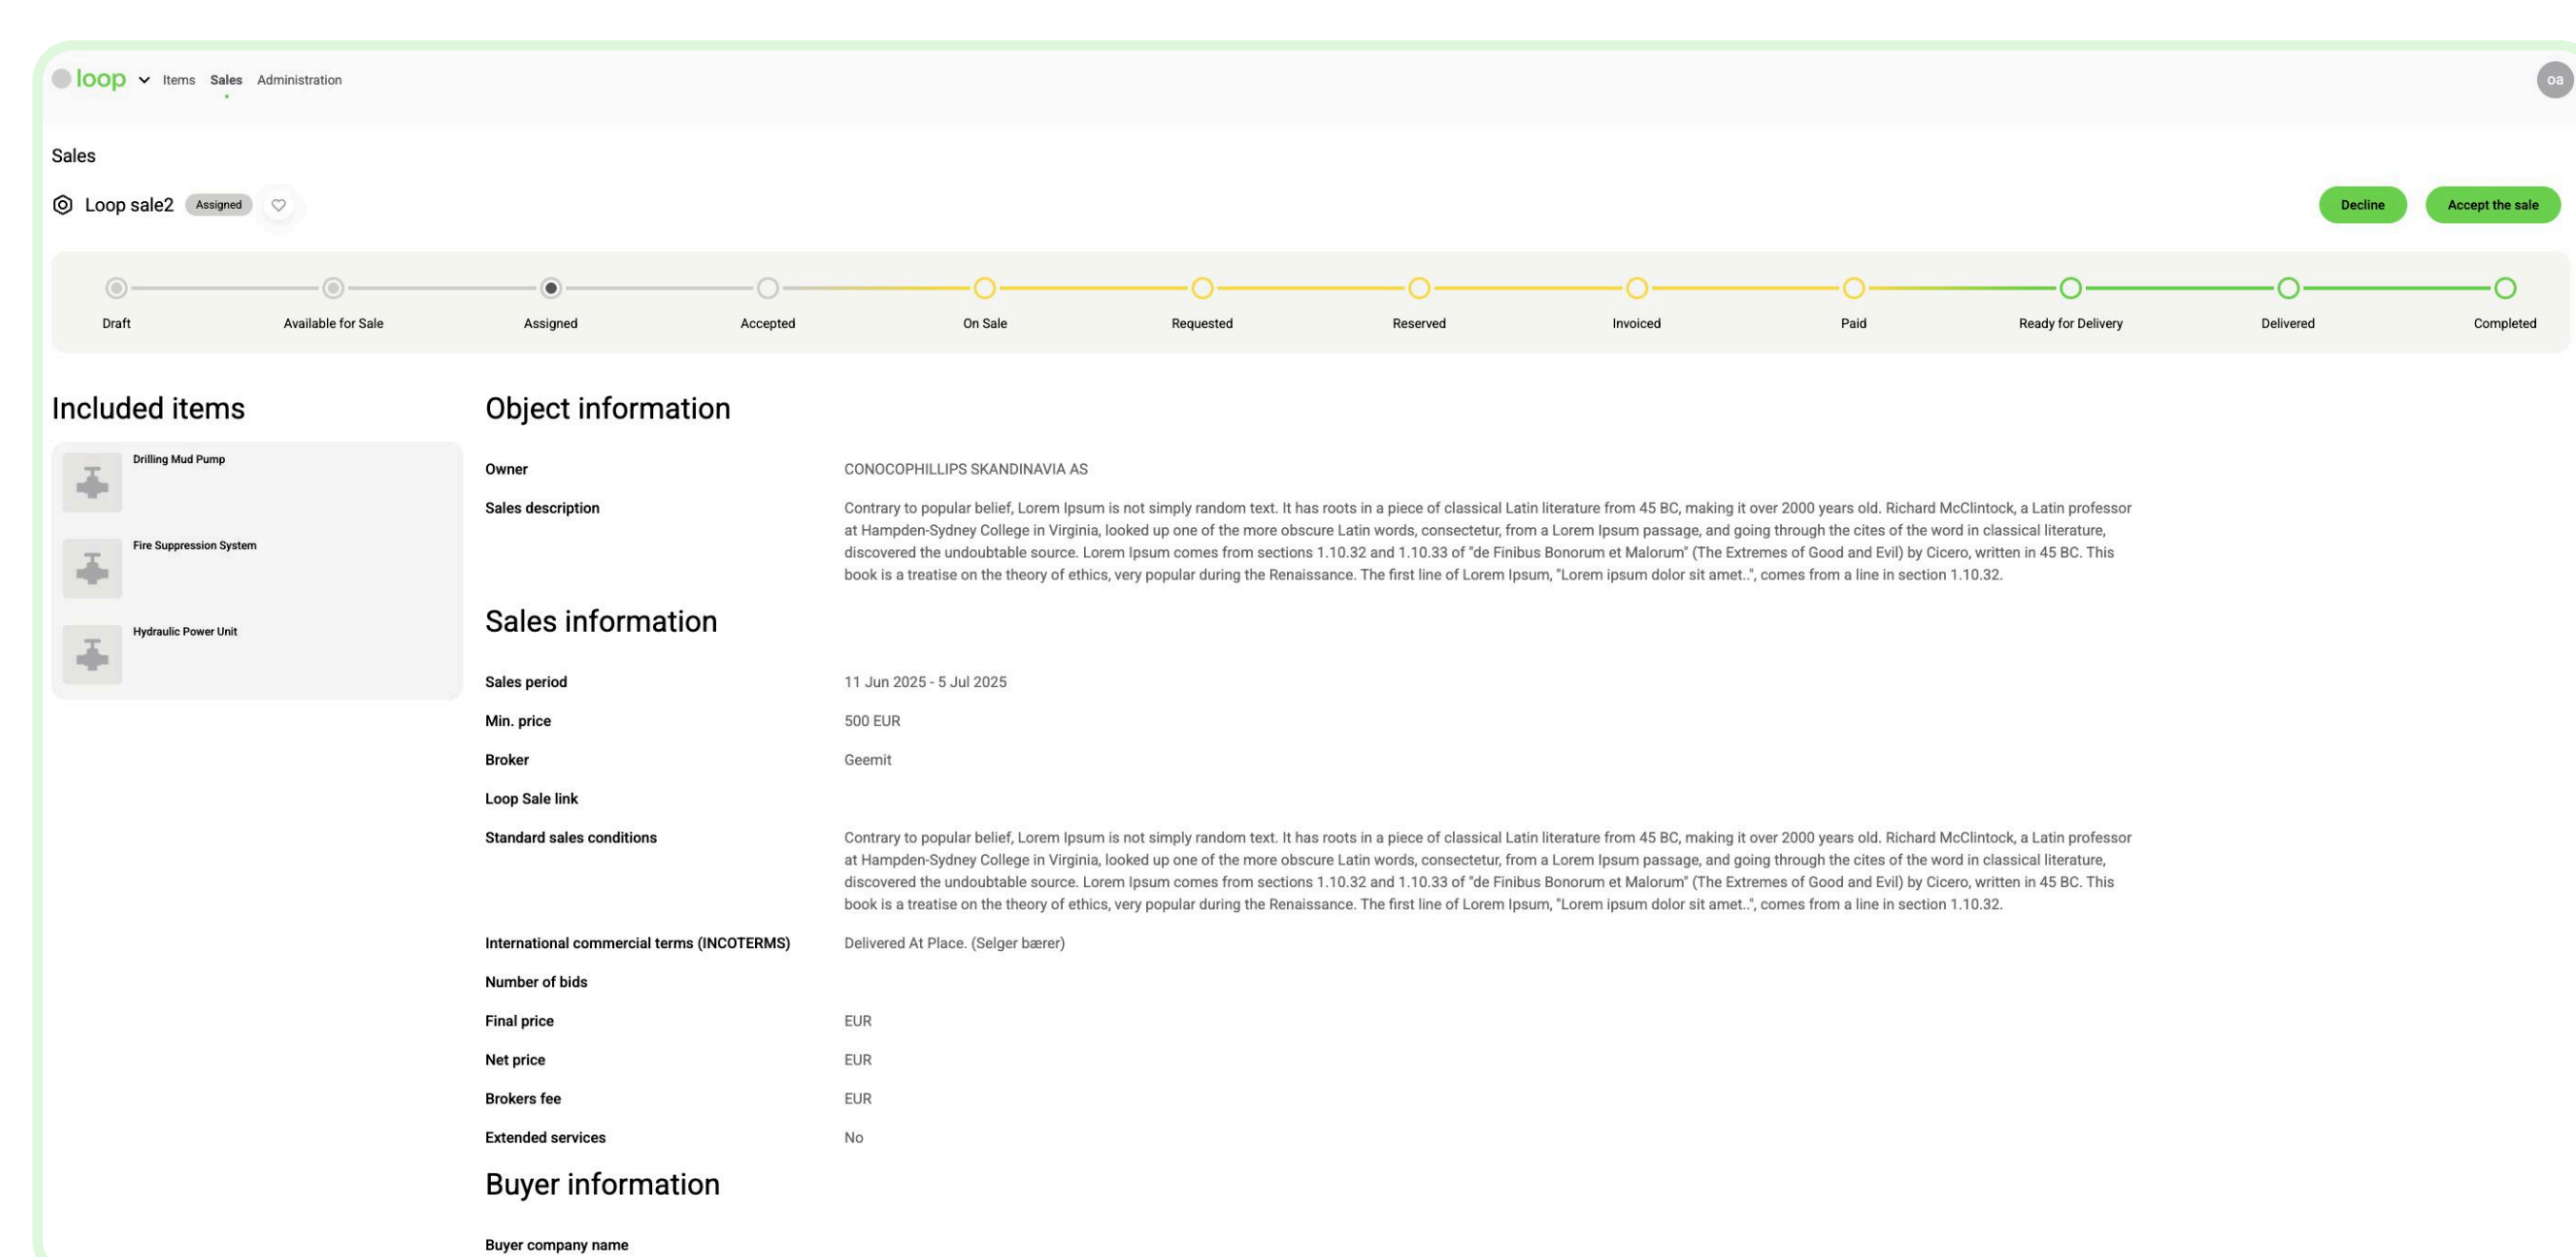 loop
Items Sales Administration
oa
Sales
Loop sale2 Assigned
Decline Accept the sale
Draft Available for Sale Assigned Accepted On Sale Requested Reserved Invoiced Paid Ready for Delivery Delivered Completed
Included items
Drilling Mud Pump
Fire Suppression System
Hydraulic Power Unit
Object information
Owner CONOCOPHILLIPS SKANDINAVIA AS
Sales description Contrary to popular belief, Lorem Ipsum is not simply random text. It has roots in a piece of classical Latin literature from 45 BC, making it over 2000 years old. Richard McClintock, a Latin professor
at Hampden-Sydney College in Virginia, looked up one of the more obscure Latin words, consectetur, from a Lorem Ipsum passage, and going through the cites of the word in classical literature,
discovered the undoubtable source. Lorem Ipsum comes from sections 1.10.32 and 1.10.33 of "de Finibus Bonorum et Malorum" (The Extremes of Good and Evil) by Cicero, written in 45 BC. This
book is a treatise on the theory of ethics, very popular during the Renaissance. The first line of Lorem Ipsum, "Lorem ipsum dolor sit amet..", comes from a line in section 1.10.32.
Sales information
Sales period 11 Jun 2025 - 5 Jul 2025
Min. price 500 EUR
Broker Geemit
Loop Sale link
Standard sales conditions Contrary to popular belief, Lorem Ipsum is not simply random text. It has roots in a piece of classical Latin literature from 45 BC, making it over 2000 years old. Richard McClintock, a Latin professor
at Hampden-Sydney College in Virginia, looked up one of the more obscure Latin words, consectetur, from a Lorem Ipsum passage, and going through the cites of the word in classical literature,
discovered the undoubtable source. Lorem Ipsum comes from sections 1.10.32 and 1.10.33 of "de Finibus Bonorum et Malorum" (The Extremes of Good and Evil) by Cicero, written in 45 BC. This
book is a treatise on the theory of ethics, very popular during the Renaissance. The first line of Lorem Ipsum, "Lorem ipsum dolor sit amet..", comes from a line in section 1.10.32.
International commercial terms (INCOTERMS) Delivered At Place. (Selger bærer)
Number of bids
Final price EUR
Net price EUR
Brokers fee EUR
Extended services No
Buyer information
Buyer company name